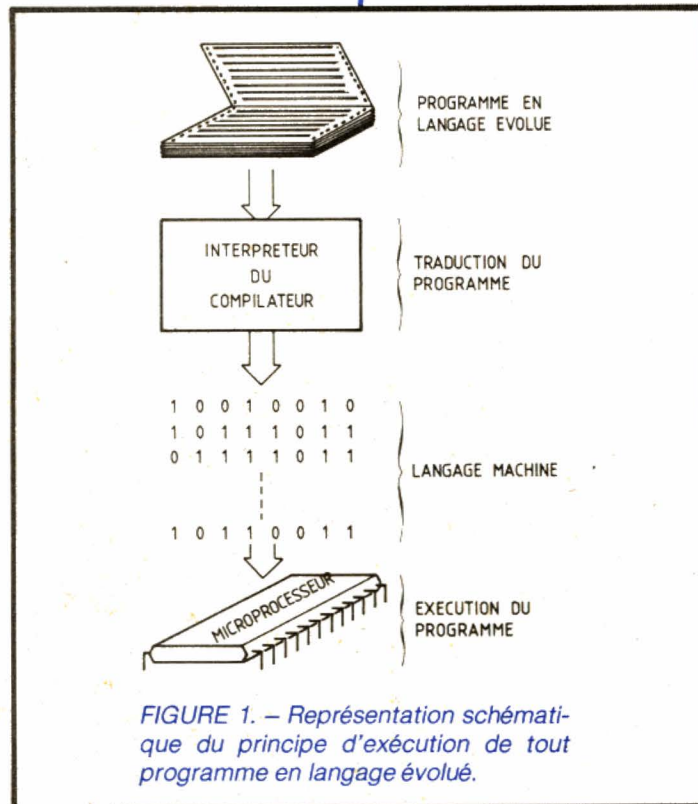 PROGRAMME EN
LANGAGE EVOLUE
INTERPRETEUR
DU
COMPILATEUR
TRADUCTION DU
PROGRAMME
1 0 0 1 0 0 1 0
1 0 1 1 1 0 1 1
0 1 1 1 1 0 1 1
LANGAGE MACHINE
1 0 1 1 0 0 1 1
MICROPROCESSEUR
EXECUTION DU
PROGRAMME
FIGURE 1. – Représentation schémati-
que du principe d'exécution de tout
programme en langage évolué.